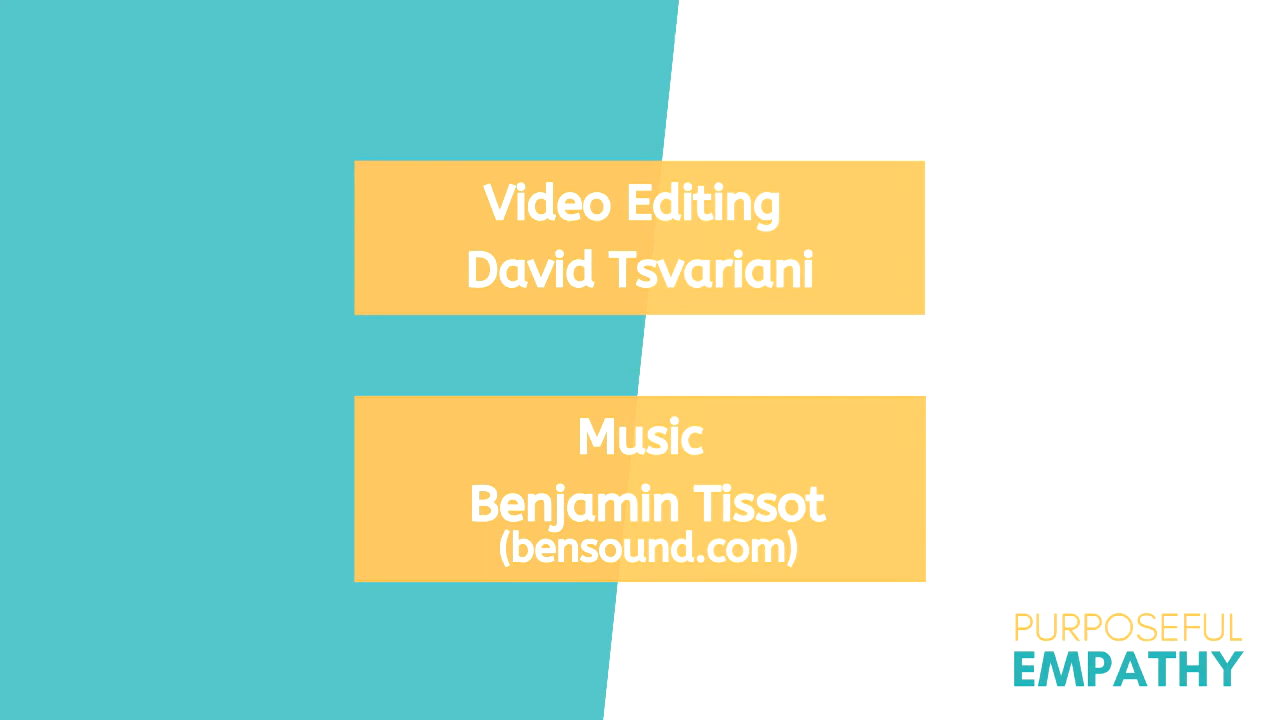 Video Editing
David Tsvariani
Music
Benjamin Tissot
(bensound.com)
PURPOSEFUL
EMPATHY